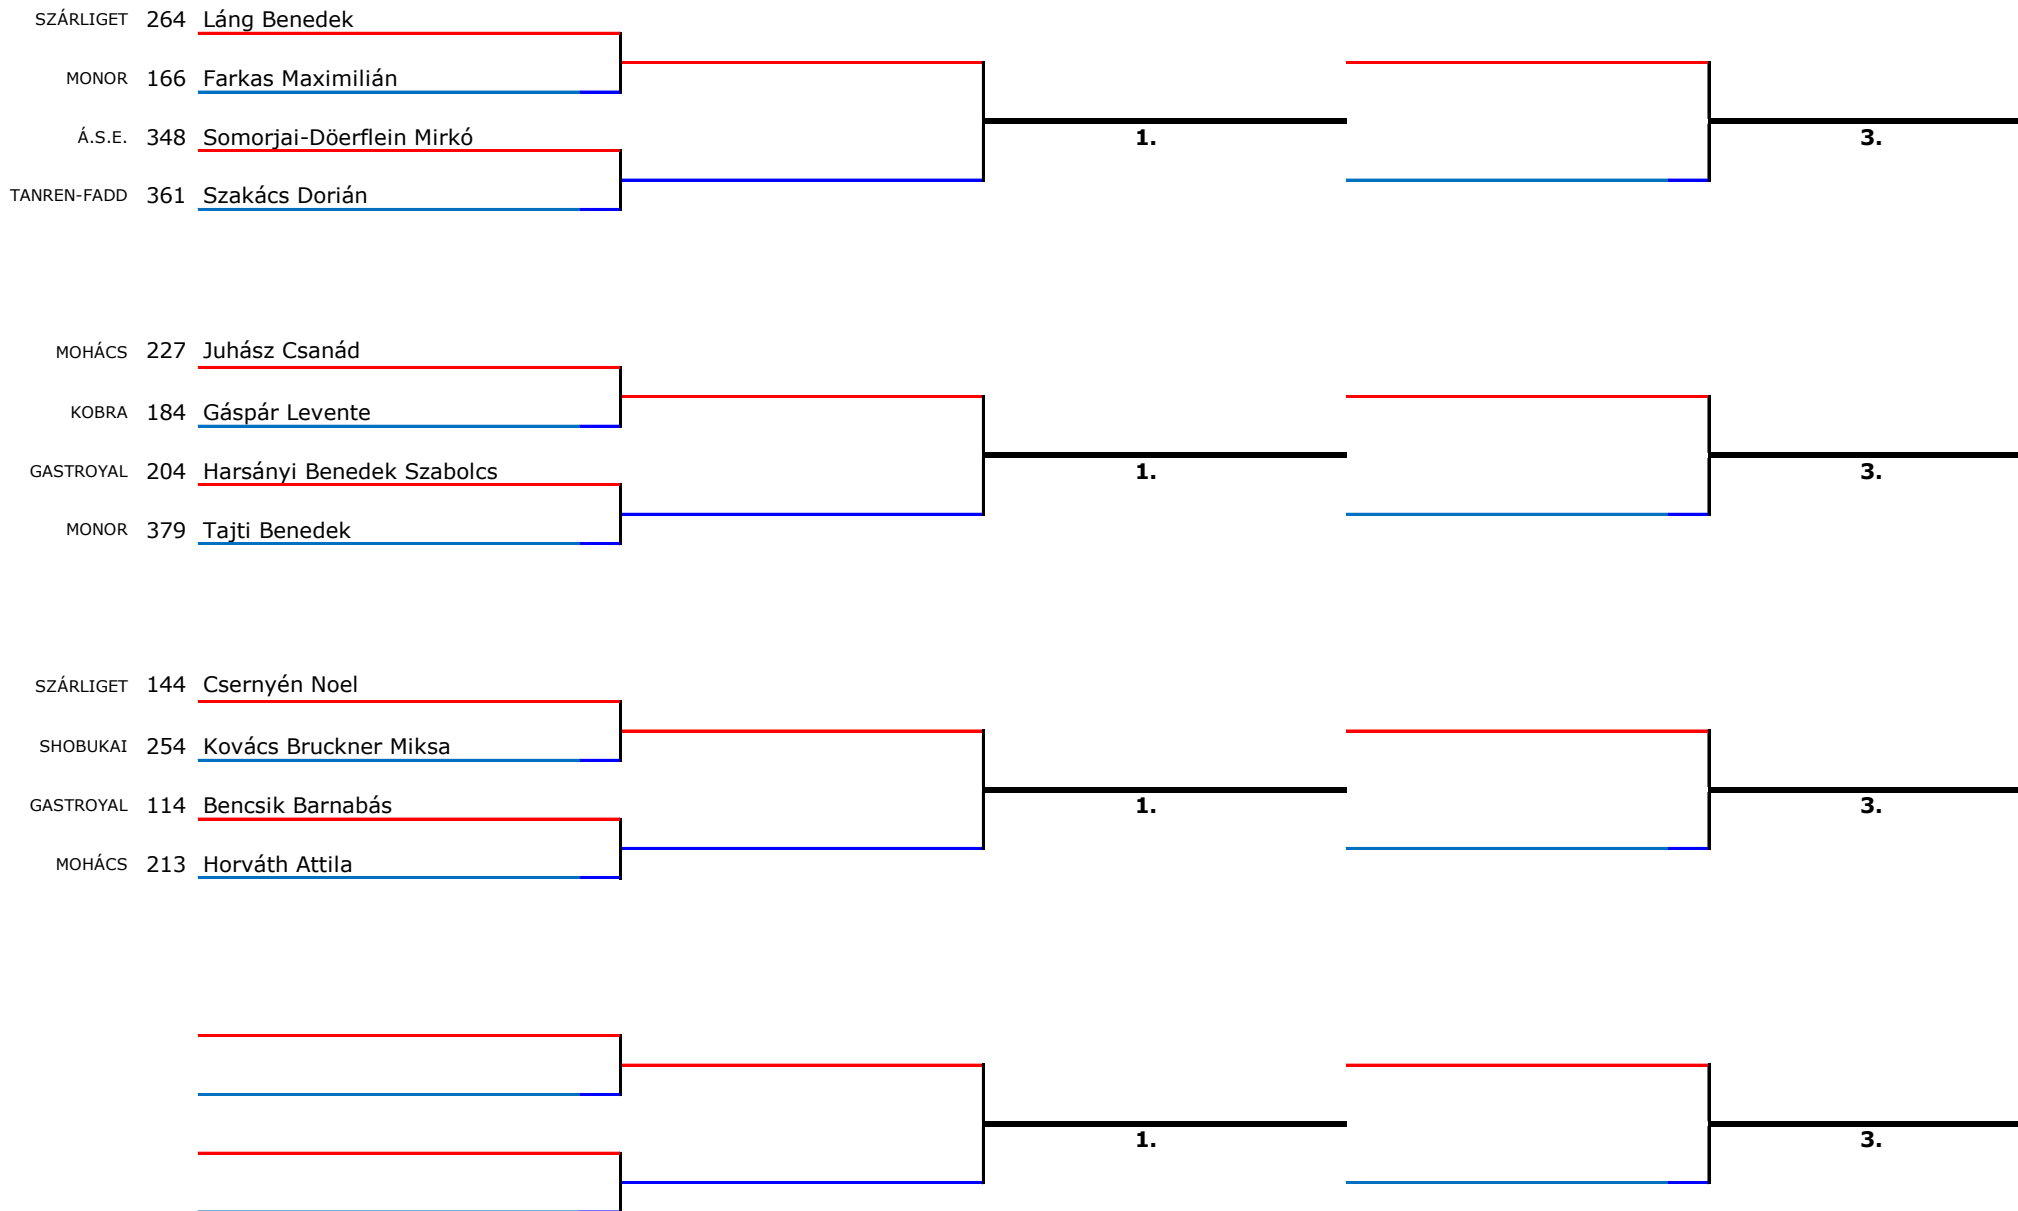 SZÁRLIGET 264 Láng Benedek
MONOR 166 Farkas Maximilián
Á.S.E. 348 Somorjai-Döerflein Mirkó
1.
3.
TANREN-FADD 361 Szakács Dorián
MOHÁCS 227 Juhász Csanád
KOBRA 184 Gáspár Levente
GASTROYAL 204 Harsányi Benedek Szabolcs
1.
3.
MONOR 379 Tajti Benedek
SZÁRLIGET 144 Csernyén Noel
SHOBUKAI 254 Kovács Bruckner Miksa
GASTROYAL 114 Bencsik Barnabás
1.
3.
MOHÁCS 213 Horváth Attila
1.
3.